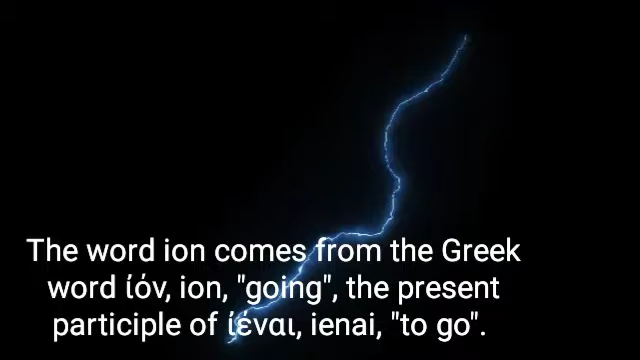 The word ion comes from the Greek
word ἰόν, ion, "going", the present
participle of ἰέναι, ienai, "to go".